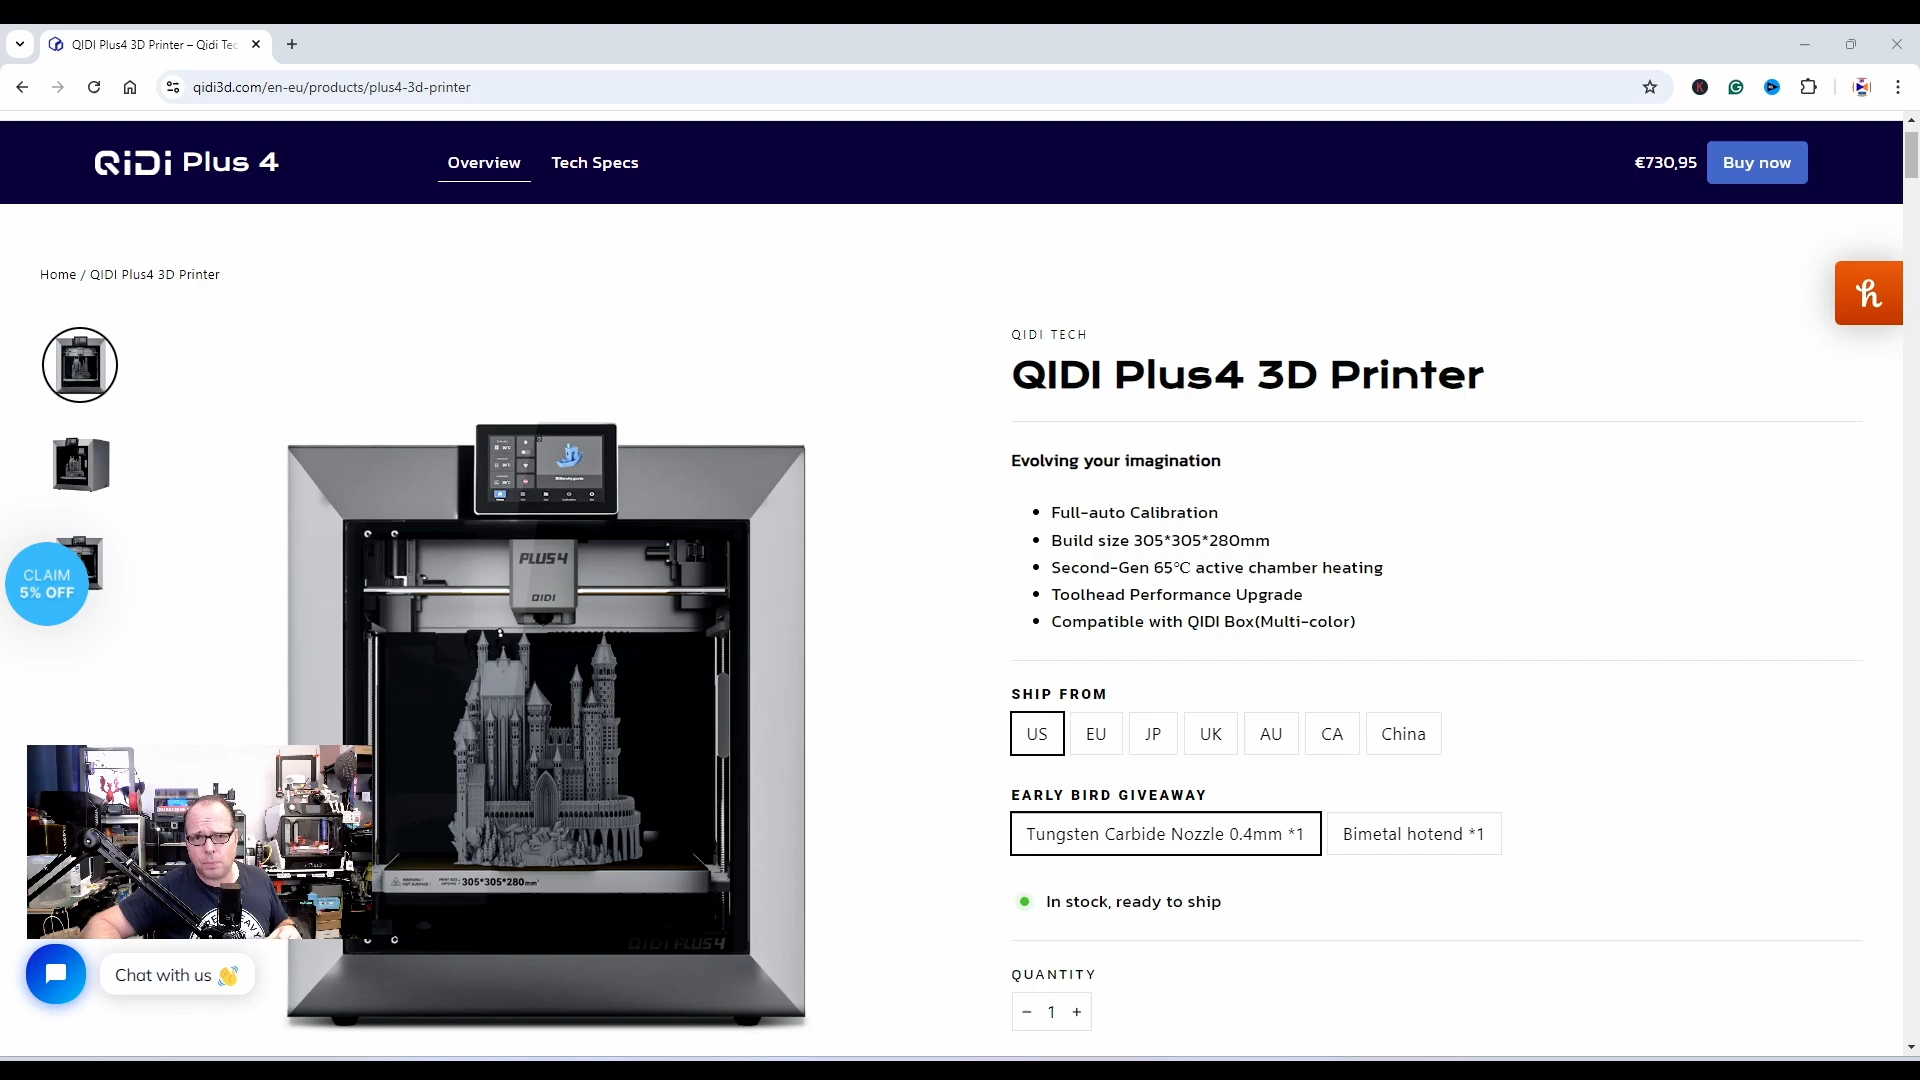 QIDI Plus4 3D Printer – Qidi Tec
qidi3d.com/en-eu/products/plus4-3d-printer
QIDI Plus 4
Overview
Tech Specs
€730,95
Buy now
Home / QIDI Plus4 3D Printer
QIDI TECH
QIDI Plus4 3D Printer
Evolving your imagination
• Full-auto Calibration
• Build size 305*305*280mm
• Second-Gen 65℃ active chamber heating
• Toolhead Performance Upgrade
• Compatible with QIDI Box(Multi-color)
SHIP FROM
US
EU
JP
UK
AU
CA
China
EARLY BIRD GIVEAWAY
Tungsten Carbide Nozzle 0.4mm *1
Bimetal hotend *1
In stock, ready to ship
QUANTITY
− 1 +
CLAIM
5% OFF
PLUS4
QIDI
305*305*280mm³
QIDI PLUS4
Chat with us 👋